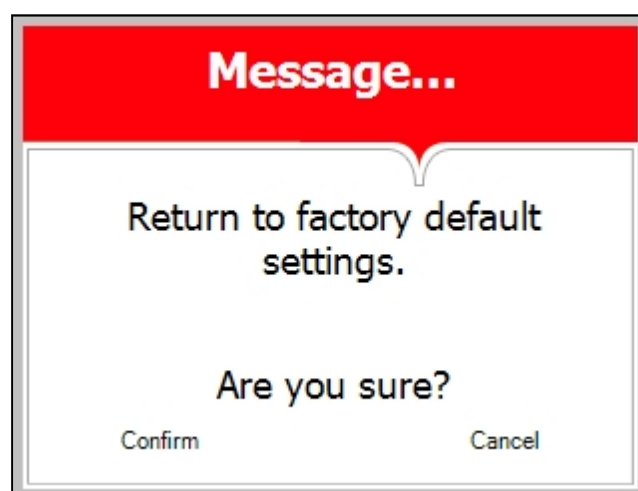 Message...
Return to factory default
settings.
Are you sure?
Confirm Cancel